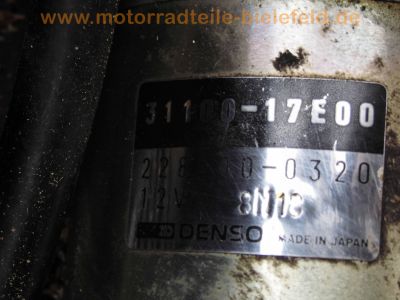 www.motorradteile-bielefeld.de
31100-17E00
228000-0320
12V 8N18
DENSO MADE IN JAPAN